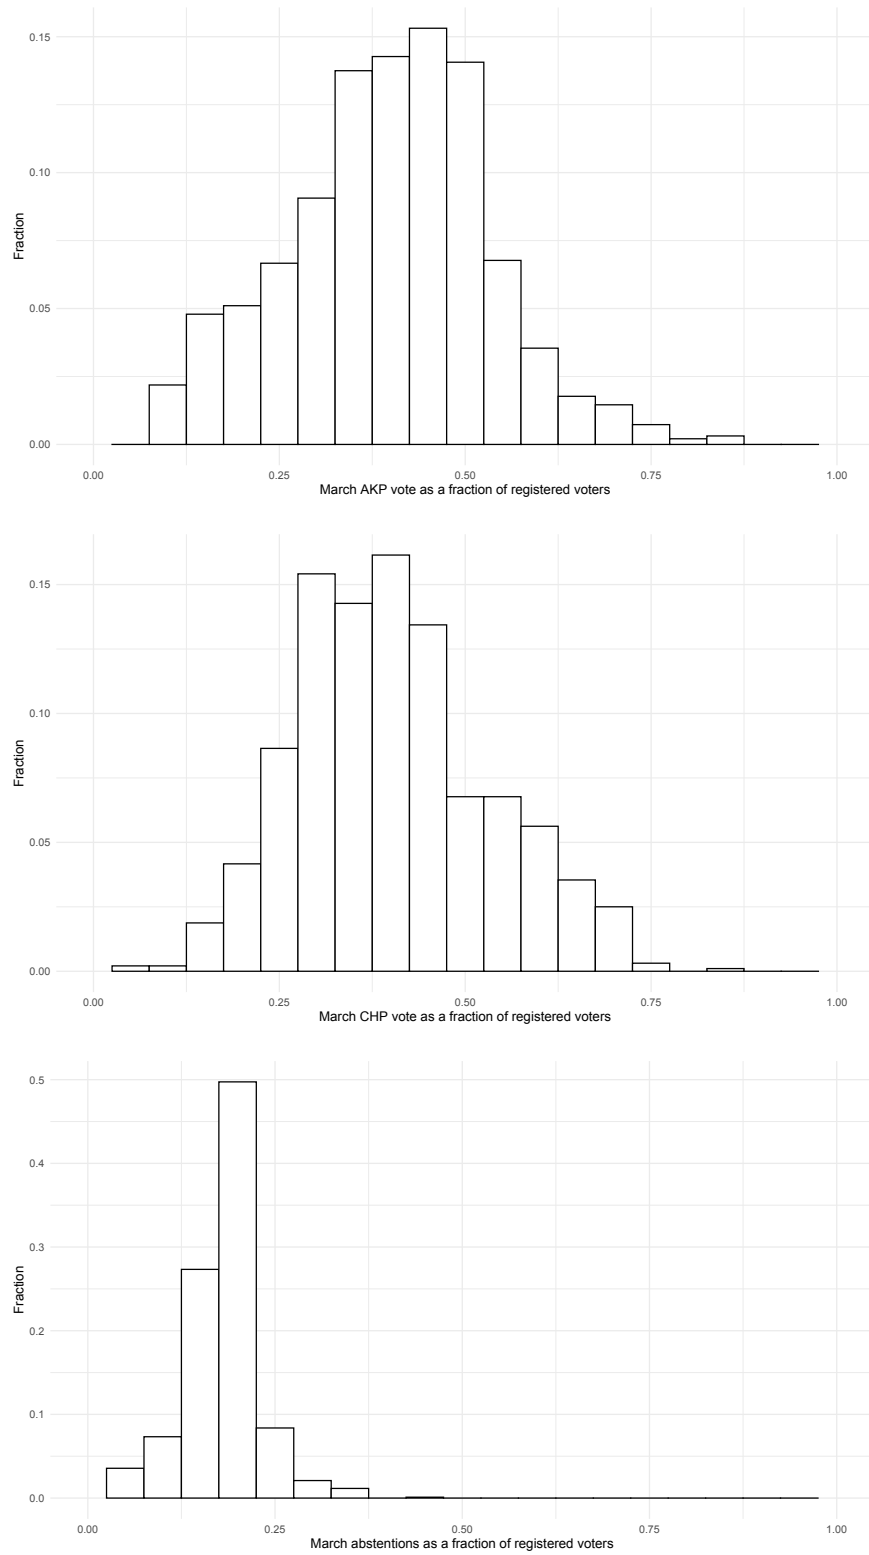 0.15
0.10
0.05
0.00
Fraction
0.00 0.25 0.50 0.75 1.00
March AKP vote as a fraction of registered voters
0.15
0.10
0.05
0.00
Fraction
0.00 0.25 0.50 0.75 1.00
March CHP vote as a fraction of registered voters
0.5
0.4
0.3
0.2
0.1
0.0
Fraction
0.00 0.25 0.50 0.75 1.00
March abstentions as a fraction of registered voters